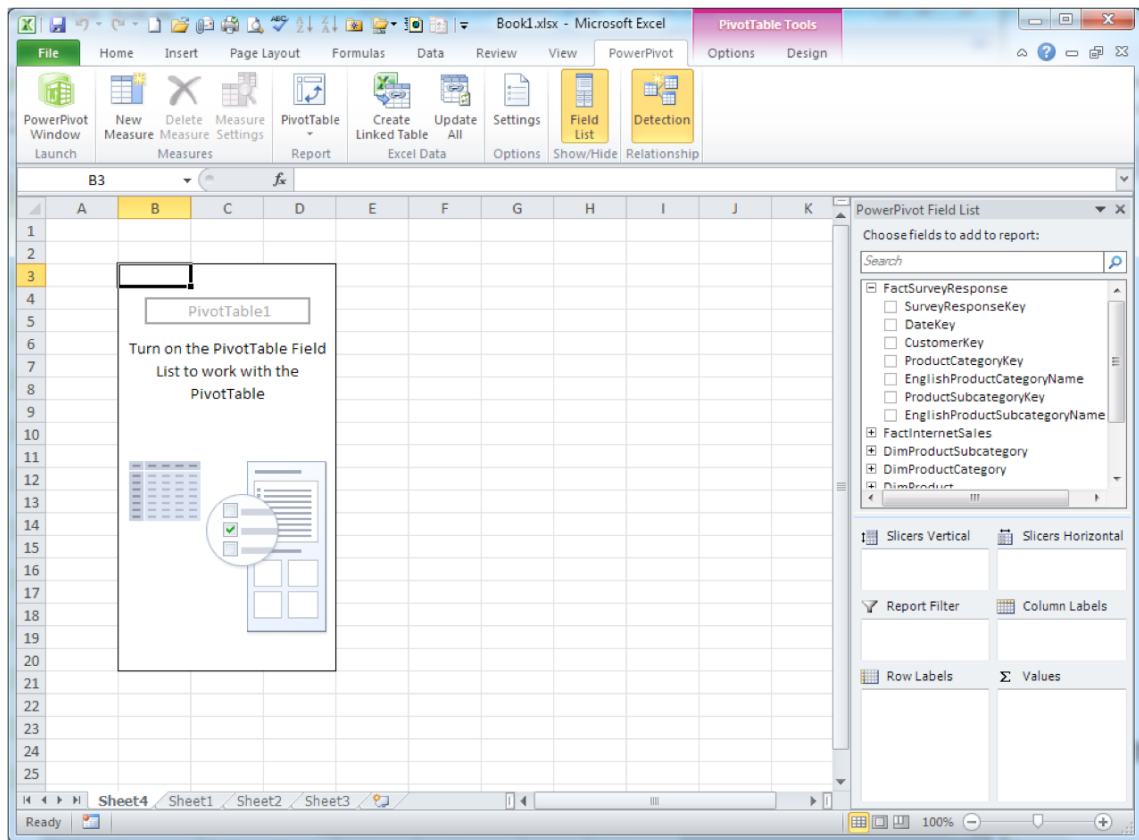 Book1.xlsx - Microsoft Excel
PivotTable Tools
File Home Insert Page Layout Formulas Data Review View PowerPivot Options Design
PowerPivot Window
New Measure
Delete Measure
Measure Settings
PivotTable
Create Linked Table
Update All
Settings
Field List
Detection
Launch Measures Report Excel Data Options Show/Hide Relationship
B3
fx
A B C D E F G H I J K
1
2
3
4
5
6
7
8
9
10
11
12
13
14
15
16
17
18
19
20
21
22
23
24
25
PivotTable1
Turn on the PivotTable Field
List to work with the
PivotTable
PowerPivot Field List
Choose fields to add to report:
Search
FactSurveyResponse
SurveyResponseKey
DateKey
CustomerKey
ProductCategoryKey
EnglishProductCategoryName
ProductSubcategoryKey
EnglishProductSubcategoryName
FactInternetSales
DimProductSubcategory
DimProductCategory
DimProduct
Slicers Vertical
Slicers Horizontal
Report Filter
Column Labels
Row Labels
Σ Values
Sheet4 Sheet1 Sheet2 Sheet3
Ready
100%